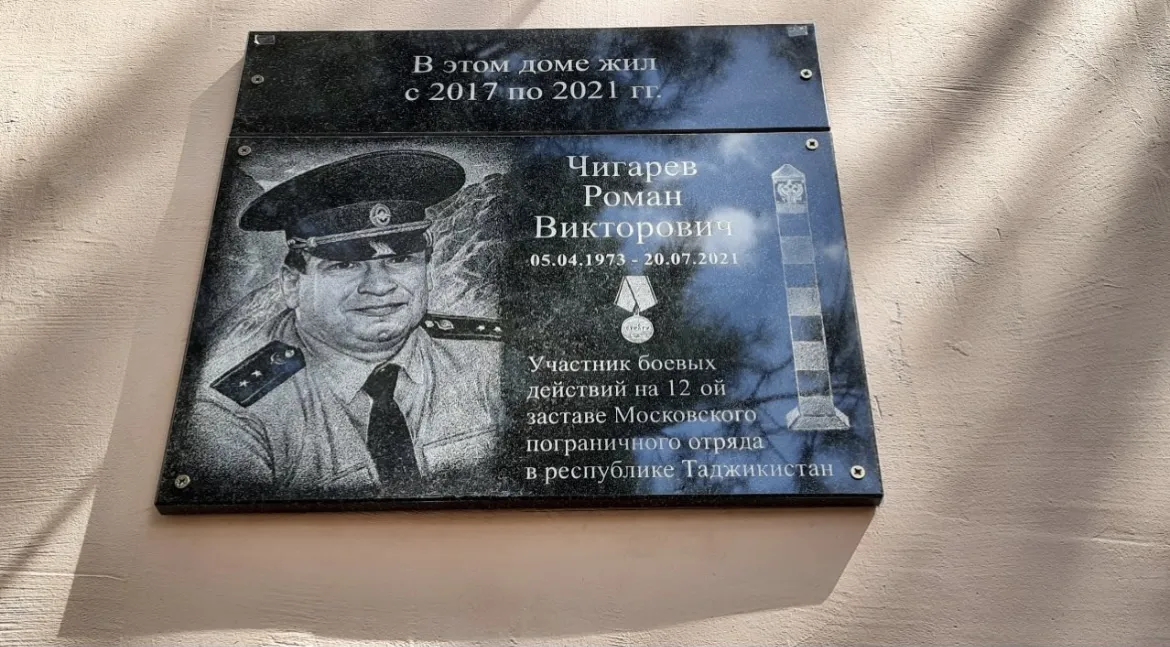 В этом доме жил
с 2017 по 2021 гг.
Чигарев
Роман
Викторович
05.04.1973 - 20.07.2021
Участник боевых
действий на 12 ой
заставе Московского
пограничного отряда
в республике Таджикистан